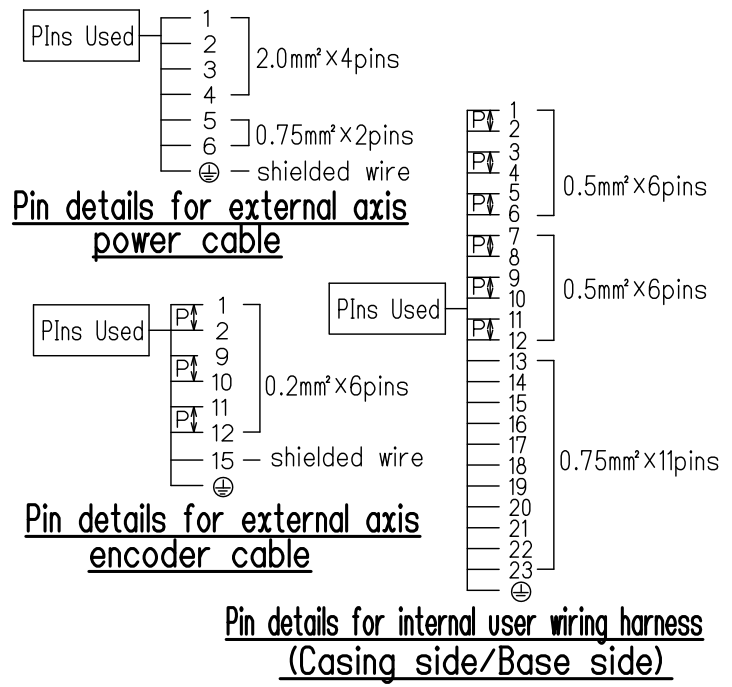 PIns Used
1
2
3
4
2.0mm²×4pins
5
6
0.75mm²×2pins
shielded wire
Pin details for external axis
power cable
PIns Used
P
1
2
P
9
10
P
11
12
0.2mm²×6pins
15
shielded wire
Pin details for external axis
encoder cable
PIns Used
P
1
2
P
3
4
P
5
6
0.5mm²×6pins
P
7
8
P
9
10
P
11
12
0.5mm²×6pins
13
14
15
16
17
18
19
20
21
22
23
0.75mm²×11pins
Pin details for internal user wiring harness
(Casing side/Base side)